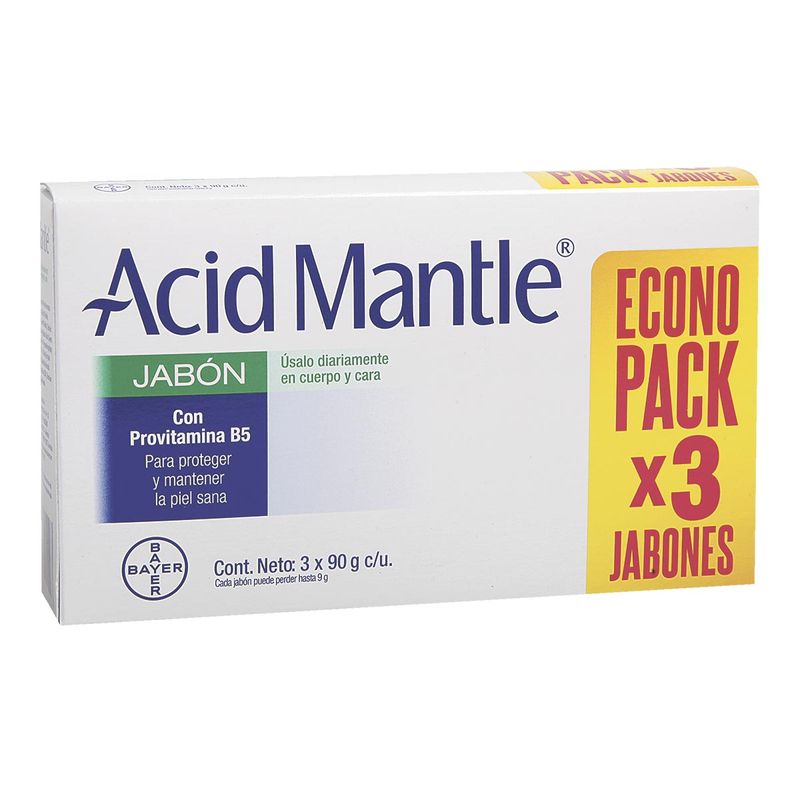 BAYER
Cont. Neto: 3 x 90 g c/u.
PACK JABONES
Acid Mantle®
JABÓN
Úsalo diariamente
en cuerpo y cara
Con
Provitamina B5
Para proteger
y mantener
la piel sana
BAYER
BAYER
Cont. Neto: 3 x 90 g c/u.
Cada jabón puede perder hasta 9 g
ECONO
PACK
x3
JABONES